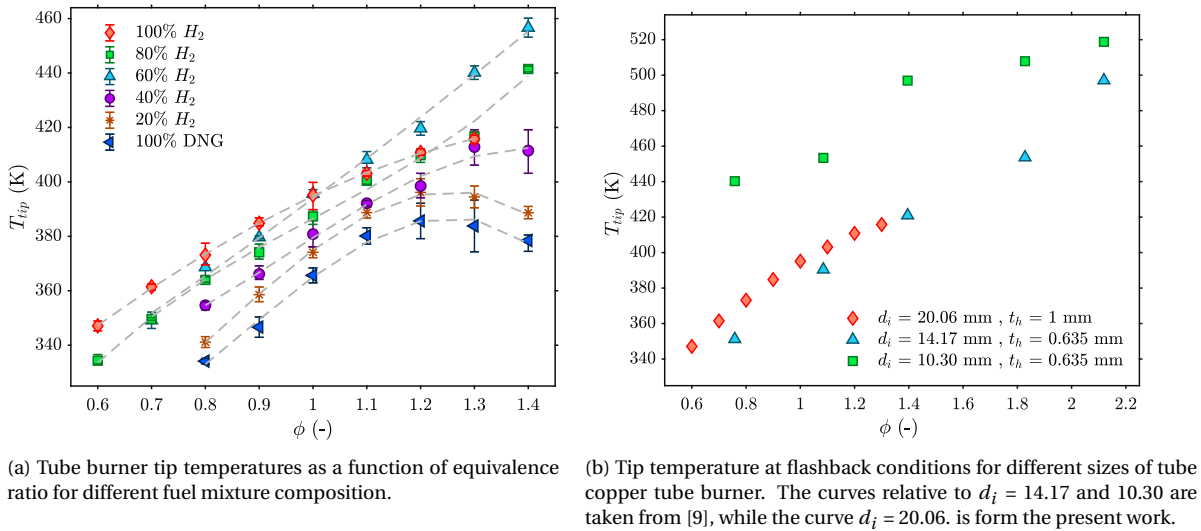 460
440
420
400
380
360
340
T_tip (K)
100% H₂
80% H₂
60% H₂
40% H₂
20% H₂
100% DNG
0.6 0.7 0.8 0.9 1 1.1 1.2 1.3 1.4
ϕ (-)
(a) Tube burner tip temperatures as a function of equivalence
ratio for different fuel mixture composition.
520
500
480
460
440
420
400
380
360
340
T_tip (K)
d_i = 20.06 mm , t_h = 1 mm
d_i = 14.17 mm , t_h = 0.635 mm
d_i = 10.30 mm , t_h = 0.635 mm
0.6 0.8 1 1.2 1.4 1.6 1.8 2 2.2
ϕ (-)
(b) Tip temperature at flashback conditions for different sizes of tube
copper tube burner. The curves relative to d_i = 14.17 and 10.30 are
taken from [9], while the curve d_i = 20.06. is form the present work.